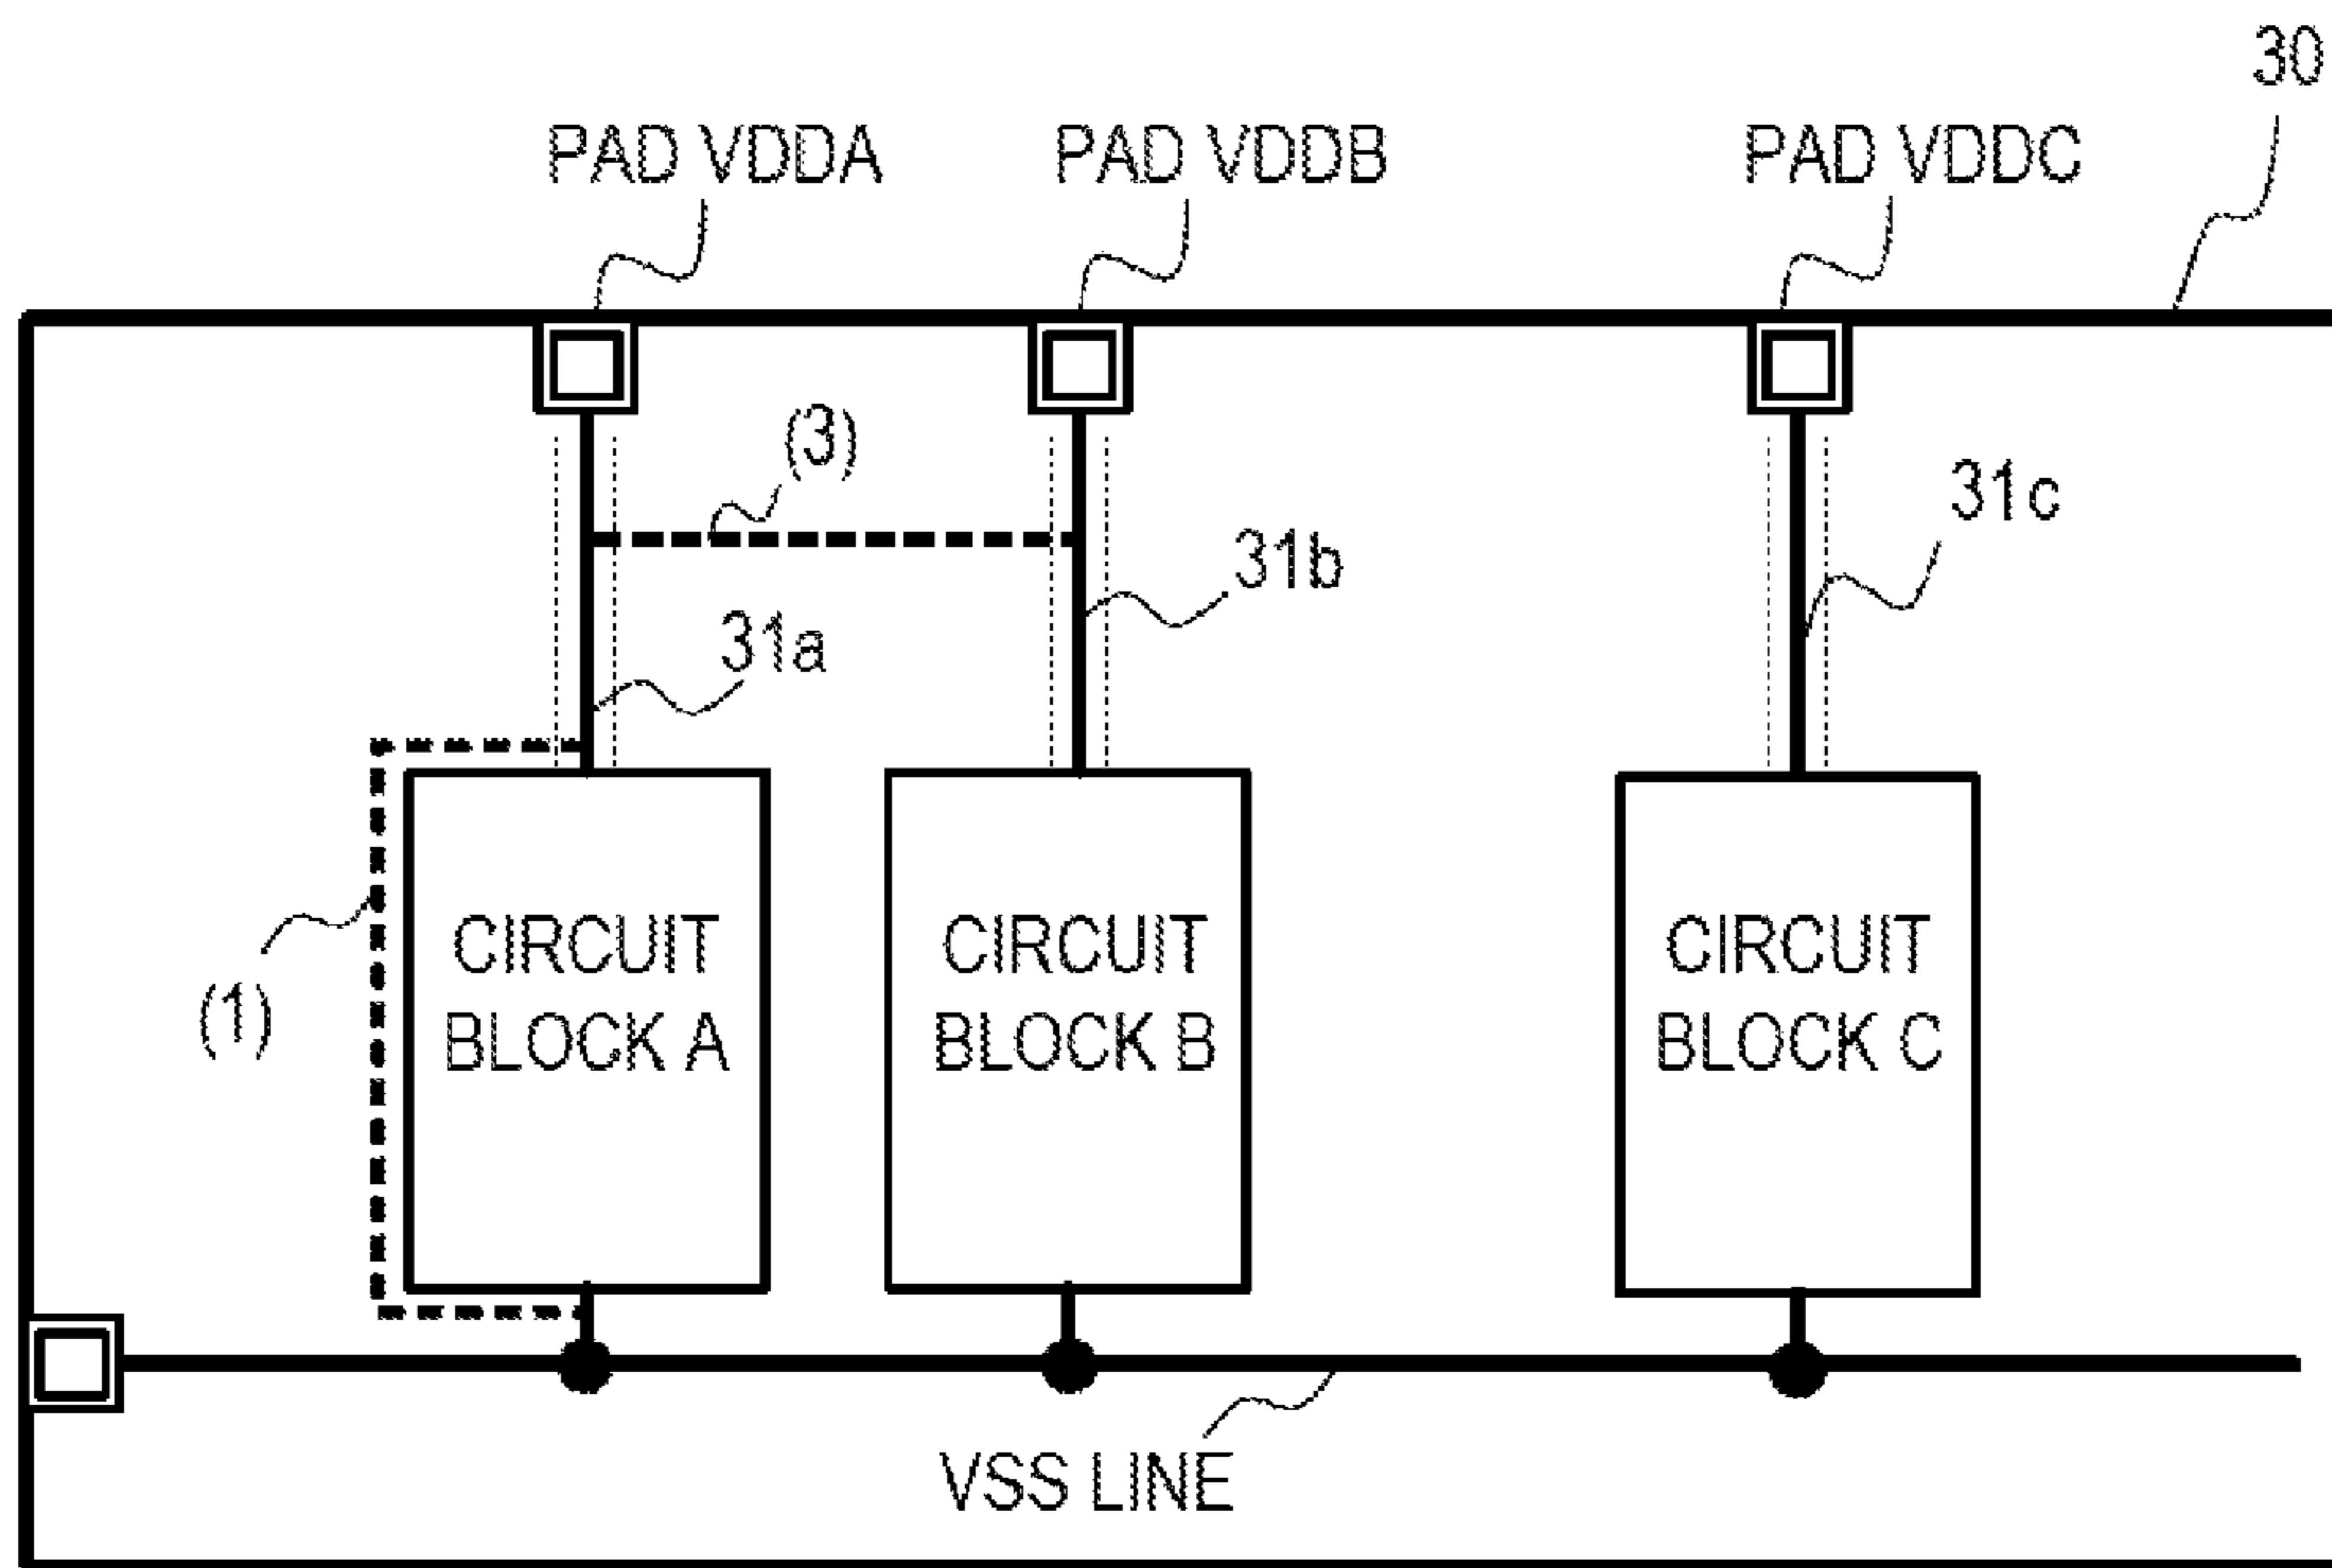 30
PAD VDDA
PAD VDDB
PAD VDDC
(3)
31c
31b
31a
CIRCUIT
BLOCK A
CIRCUIT
BLOCK B
CIRCUIT
BLOCK C
(1)
VSS LINE